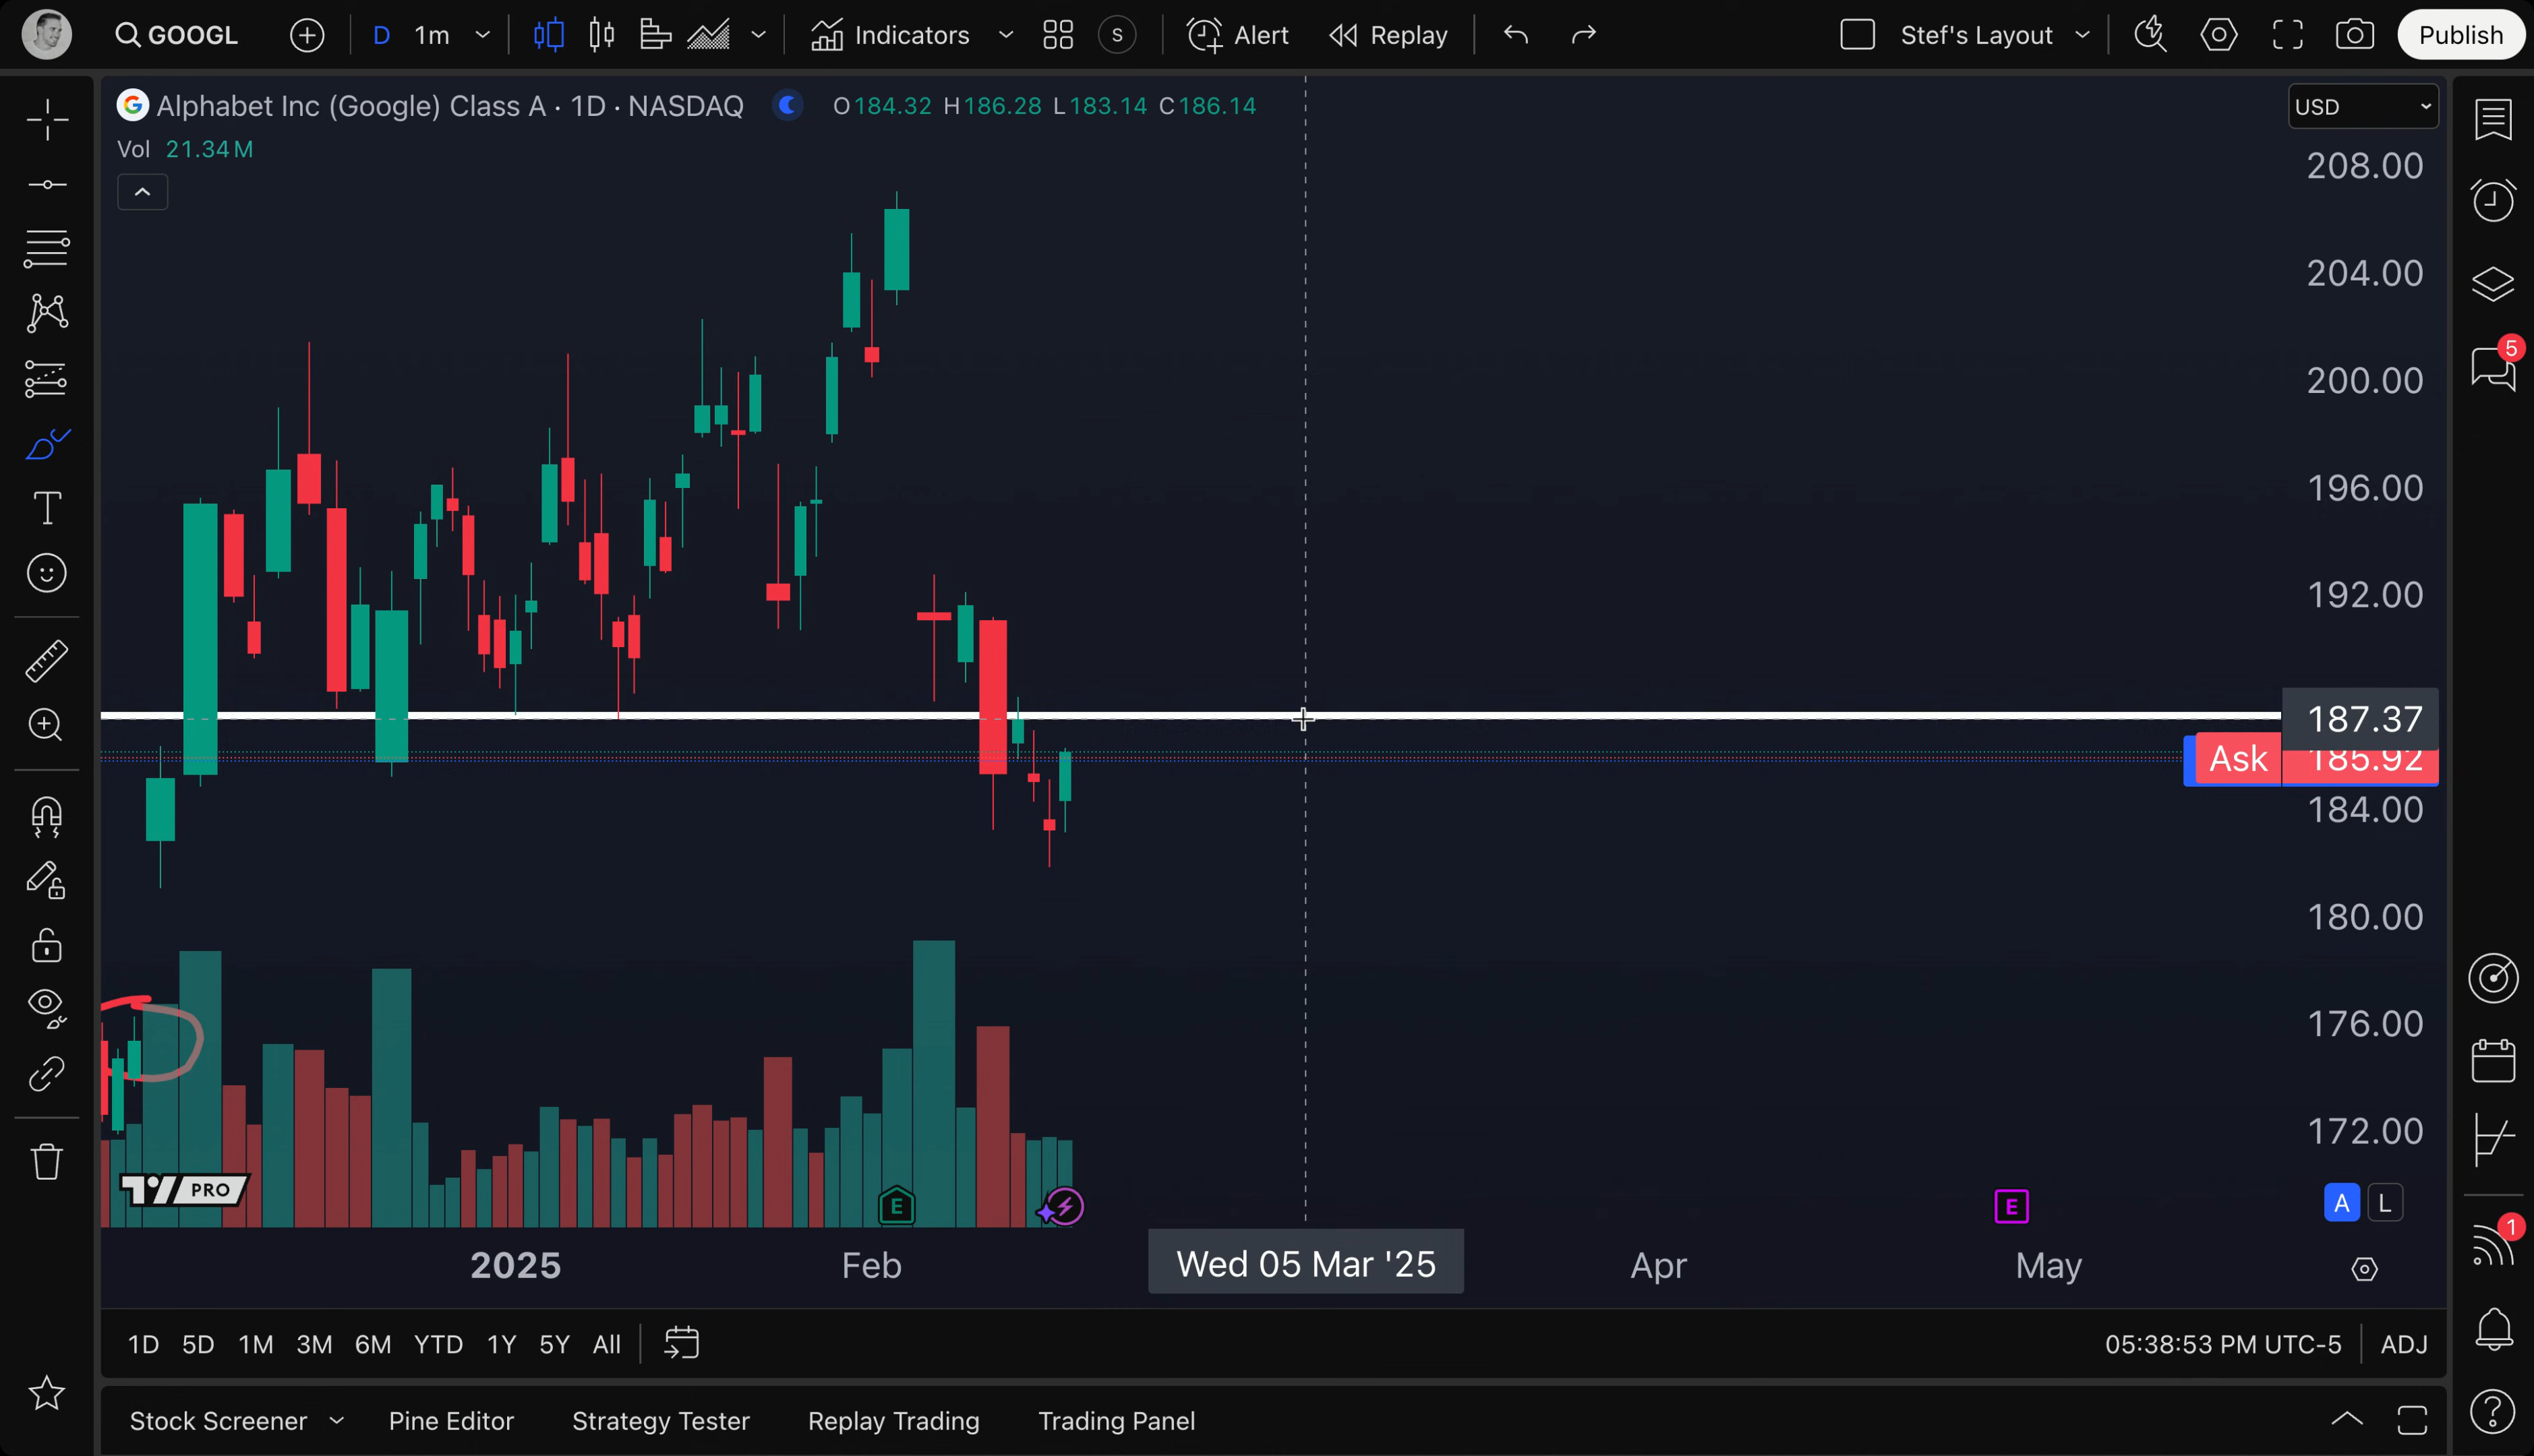 GOOGL D 1m Indicators S Alert Replay Stef's Layout Publish
Alphabet Inc (Google) Class A · 1D · NASDAQ O184.32 H186.28 L183.14 C186.14
USD
Vol 21.34M
208.00
204.00
200.00
196.00
192.00
187.37
Ask 185.92
184.00
180.00
176.00
172.00
5
1
PRO
E
E
A L
2025 Feb Wed 05 Mar '25 Apr May
1D 5D 1M 3M 6M YTD 1Y 5Y All 05:38:53 PM UTC-5 ADJ
Stock Screener Pine Editor Strategy Tester Replay Trading Trading Panel